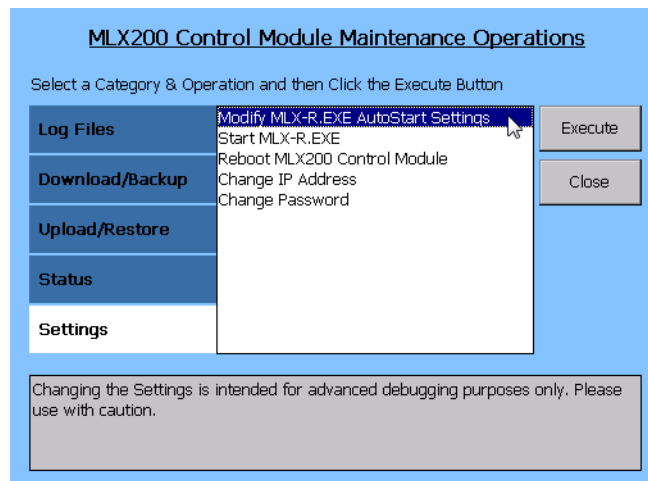 MLX200 Control Module Maintenance Operations
Select a Category & Operation and then Click the Execute Button
Log Files
Download/Backup
Upload/Restore
Status
Settings
Modify MLX-R.EXE AutoStart Settings
Start MLX-R.EXE
Reboot MLX200 Control Module
Change IP Address
Change Password
Execute
Close
Changing the Settings is intended for advanced debugging purposes only. Please
use with caution.